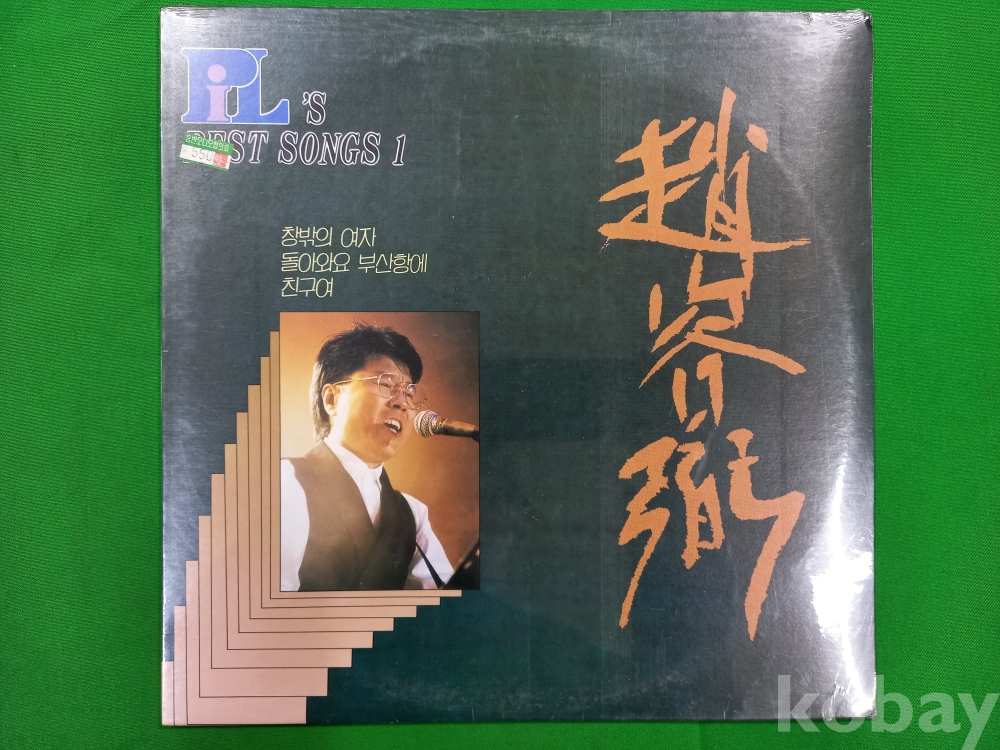 PiL'S
BEST SONGS 1
창밖의 여자
돌아와요 부산항에
친구여
趙容弼
kobay